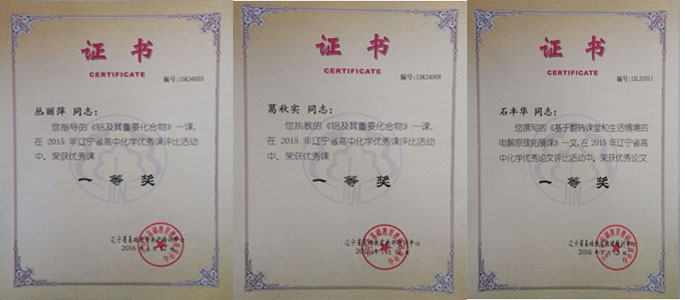 证书
CERTIFICATE
编号:15KJ4053
丛丽萍 同志:
您指导的《铝及其重要化合物》一课,
在 2015 年辽宁省高中化学优秀课评比活动
中, 荣获优秀课
一等奖
证书
CERTIFICATE
编号:15KJ4008
葛秋实 同志:
您执教的《铝及其重要化合物》一课,
在 2015 年辽宁省高中化学优秀课评比活动
中, 荣获优秀课
一等奖
证书
CERTIFICATE
编号:15LJ1011
石丰华 同志:
您撰写的《基于翻转课堂和生活情境的
电解原理拓展课》一文, 在 2015 年辽宁省高
中化学优秀论文评比活动中, 荣获优秀论文
一等奖